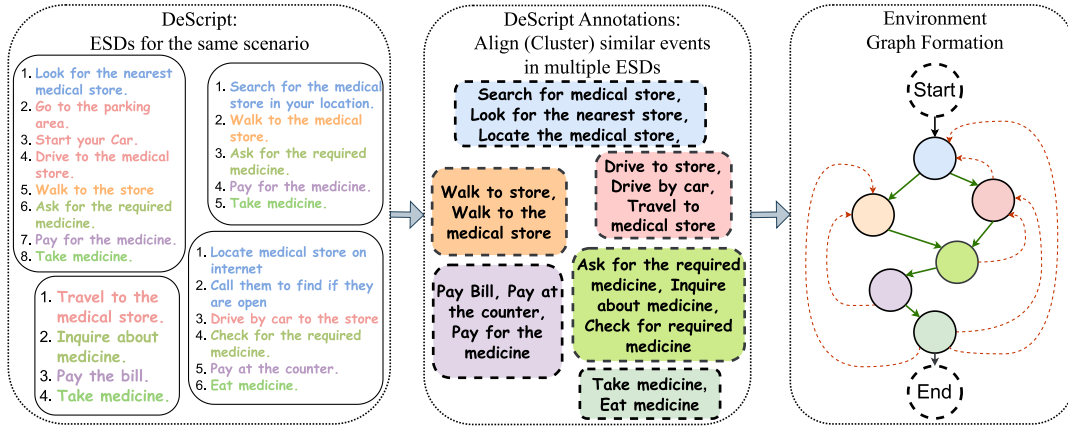 DeScript:
ESDs for the same scenario
1. Look for the nearest
medical store.
2. Go to the parking
area.
3. Start your Car.
4. Drive to the medical
store.
5. Walk to the store
6. Ask for the required
medicine.
7. Pay for the medicine.
8. Take medicine.
1. Search for the medical
store in your location.
2. Walk to the medical
store.
3. Ask for the required
medicine.
4. Pay for the medicine.
5. Take medicine.
1. Travel to the
medical store.
2. Inquire about
medicine.
3. Pay the bill.
4. Take medicine.
1. Locate medical store on
internet
2. Call them to find if they
are open
3. Drive by car to the store
4. Check for the required
medicine.
5. Pay at the counter.
6. Eat medicine.
DeScript Annotations:
Align (Cluster) similar events
in multiple ESDs
Search for medical store,
Look for the nearest store,
Locate the medical store,
Walk to store,
Walk to the
medical store
Drive to store,
Drive by car,
Travel to
medical store
Pay Bill, Pay at
the counter,
Pay for the
medicine
Ask for the required
medicine, Inquire
about medicine,
Check for required
medicine
Take medicine,
Eat medicine
Environment
Graph Formation
Start
End